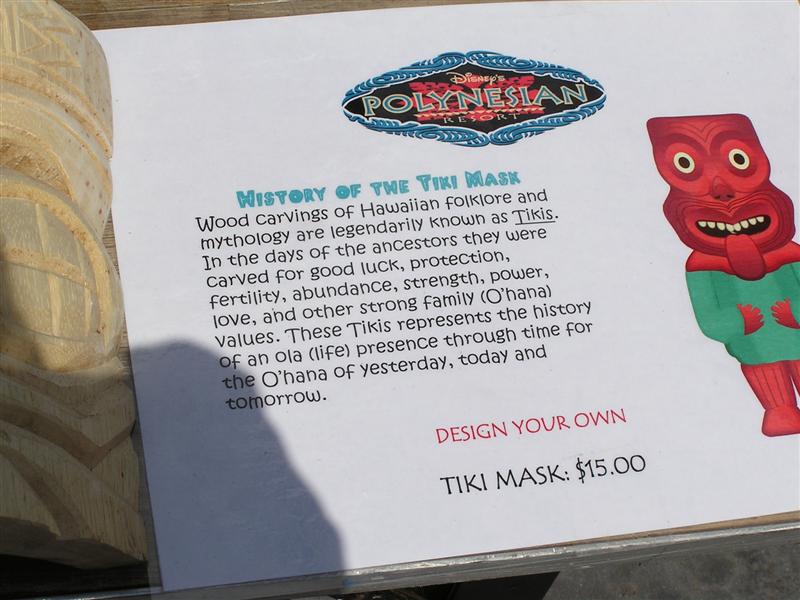 Disney's
POLYNESIAN
RESORT
HISTORY OF THE TIKI MASK
Wood carvings of Hawaiian folklore and
mythology are legendarily known as Tikis.
In the days of the ancestors they were
carved for good luck, protection,
fertility, abundance, strength, power,
love, and other strong family (O'hana)
values. These Tikis represents the history
of an ola (life) presence through time for
the O'hana of yesterday, today and
tomorrow.
DESIGN YOUR OWN
TIKI MASK: $15.00